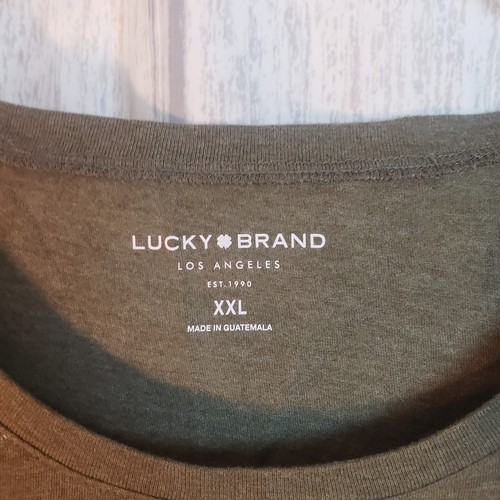 LUCKY BRAND
LOS ANGELES
EST. 1990
XXL
MADE IN GUATEMALA